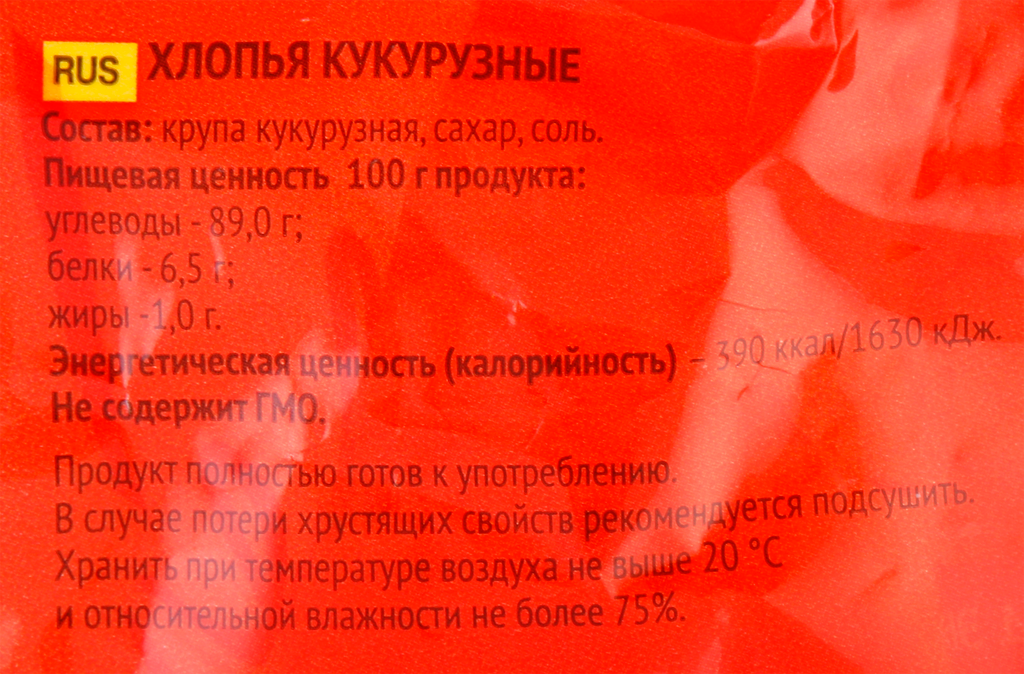 RUS ХЛОПЬЯ КУКУРУЗНЫЕ
Состав: крупа кукурузная, сахар, соль.
Пищевая ценность 100 г продукта:
углеводы - 89,0 г;
белки - 6,5 г;
жиры -1,0 г.
Энергетическая ценность (калорийность) – 390 ккал/1630 кДж.
Не содержит ГМО.
Продукт полностью готов к употреблению.
В случае потери хрустящих свойств рекомендуется подсушить.
Хранить при температуре воздуха не выше 20 °С
и относительной влажности не более 75%.